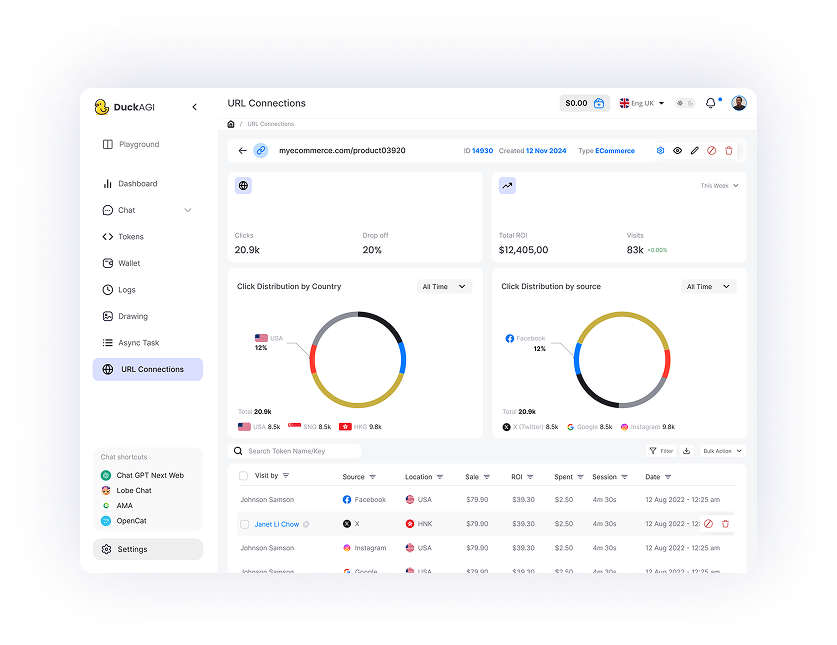 DuckAGI
URL Connections
$0.00
Eng UK
/ URL Connections
Playground
Dashboard
Chat
Tokens
Wallet
Logs
Drawing
Async Task
URL Connections
Chat shortcuts
Chat GPT Next Web
Lobe Chat
AMA
OpenCat
Settings
myecommerce.com/product03920
ID 14930
Created 12 Nov 2024
Type ECommerce
Clicks
20.9k
Drop off
20%
This Week
Total ROI
$12,405,00
Visits
83k +0.00%
Click Distribution by Country
All Time
USA
12%
Total 20.9k
USA 8.5k SNG 8.5k HKG 9.8k
Click Distribution by source
All Time
Facebook
12%
Total 20.9k
X (Twitter) 8.5k Google 8.5k Instagram 9.8k
Search Token Name/Key
Filter
Bulk Action
Visit by Source Location Sale ROI Spent Session Date
Johnson Samson Facebook USA $79.90 $39.30 $2.50 4m 30s 12 Aug 2022 - 12:25 am
Janet Li Chow X HNK $79.90 $39.30 $2.50 4m 30s 12 Aug 2022 - 12:
Johnson Samson Instagram USA $79.90 $39.30 $2.50 4m 30s 12 Aug 2022 - 12:25 am
Johnson Samson Google USA $79.90 $39.30 $2.50 4m 30s 12 Aug 2022 - 12:25 am